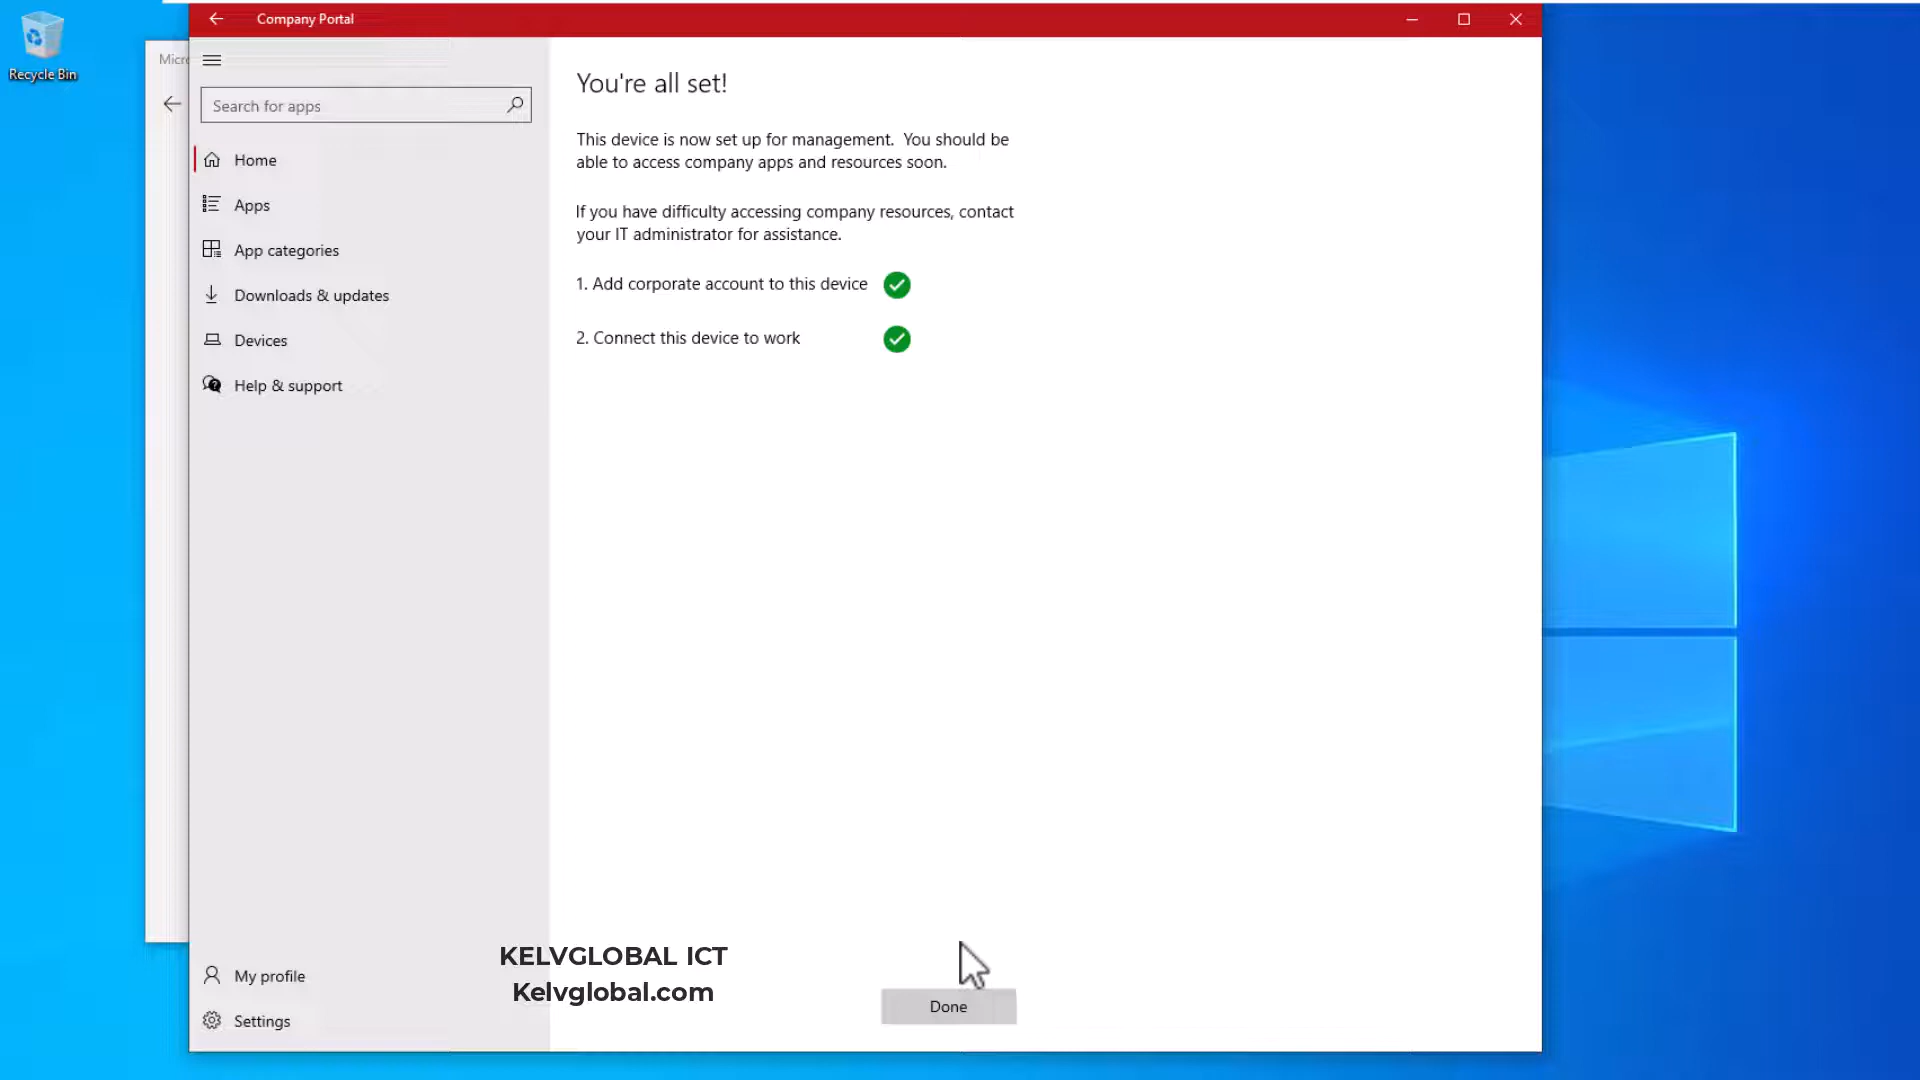 Recycle Bin
Micr
Company Portal
Search for apps
Home
Apps
App categories
Downloads & updates
Devices
Help & support
My profile
Settings
You're all set!
This device is now set up for management. You should be
able to access company apps and resources soon.
If you have difficulty accessing company resources, contact
your IT administrator for assistance.
1. Add corporate account to this device
2. Connect this device to work
KELVGLOBAL ICT
Kelvglobal.com
Done